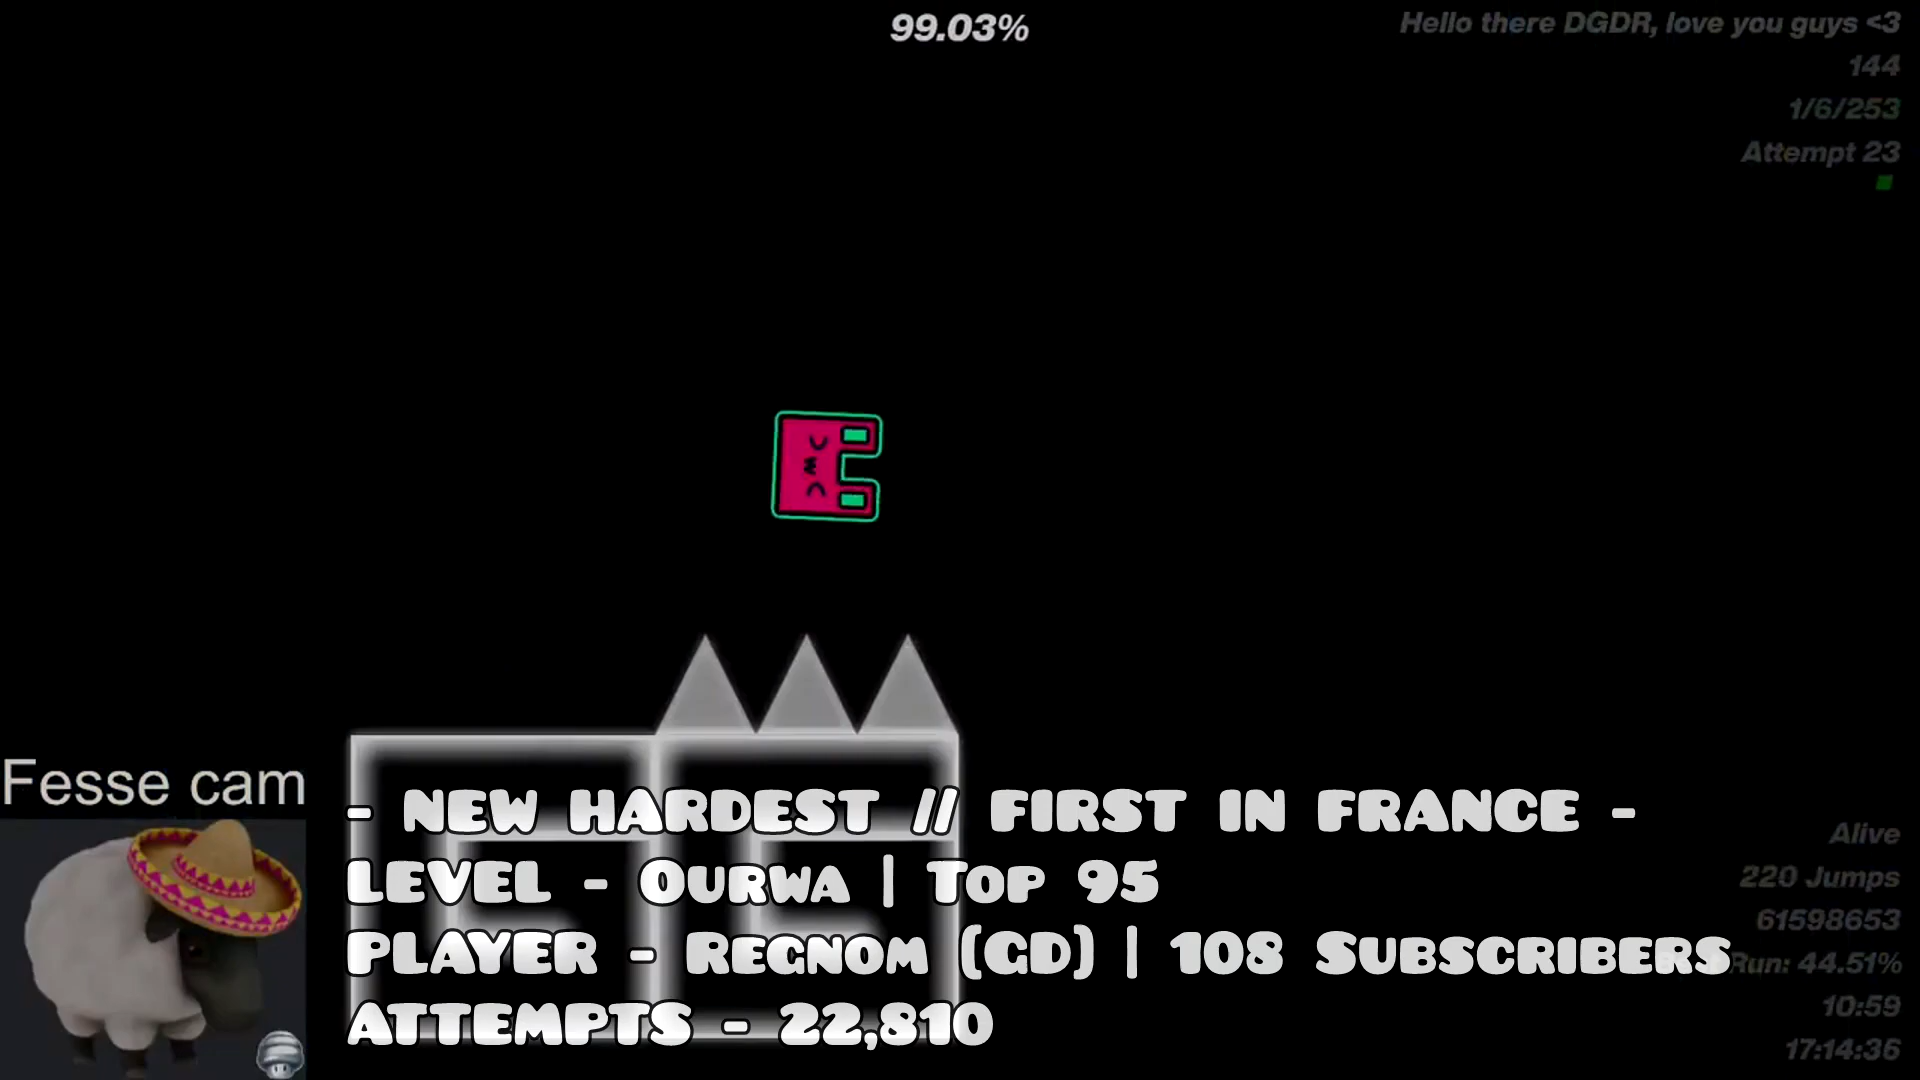 99.03%
Hello there DGDR, love you guys <3
144
1/6/253
Attempt 23
Fesse cam
- NEW HARDEST // FIRST IN FRANCE -
LEVEL - OURWA | TOP 95
PLAYER - REGNOM (GD) | 108 SUBSCRIBERS
ATTEMPTS - 22,810
Alive
220 Jumps
61598653
Run: 44.51%
10:59
17:14:36